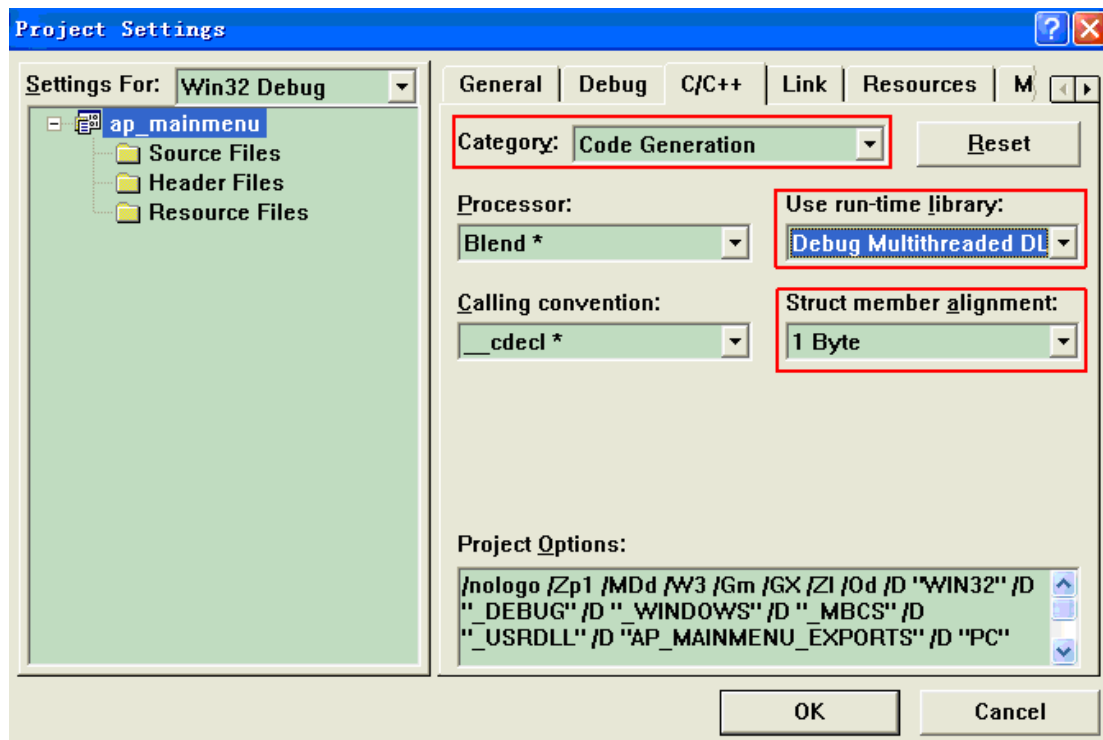 Project Settings
Settings For: Win32 Debug
ap_mainmenu
Source Files
Header Files
Resource Files
General Debug C/C++ Link Resources M
Category: Code Generation Reset
Processor: Use run-time library:
Blend * Debug Multithreaded DL
Calling convention: Struct member alignment:
__cdecl * 1 Byte
Project Options:
/nologo /Zp1 /MDd /W3 /Gm /GX /ZI /Od /D "WIN32" /D
"_DEBUG" /D "_WINDOWS" /D "_MBCS" /D
"_USRDLL" /D "AP_MAINMENU_EXPORTS" /D "PC"
OK Cancel